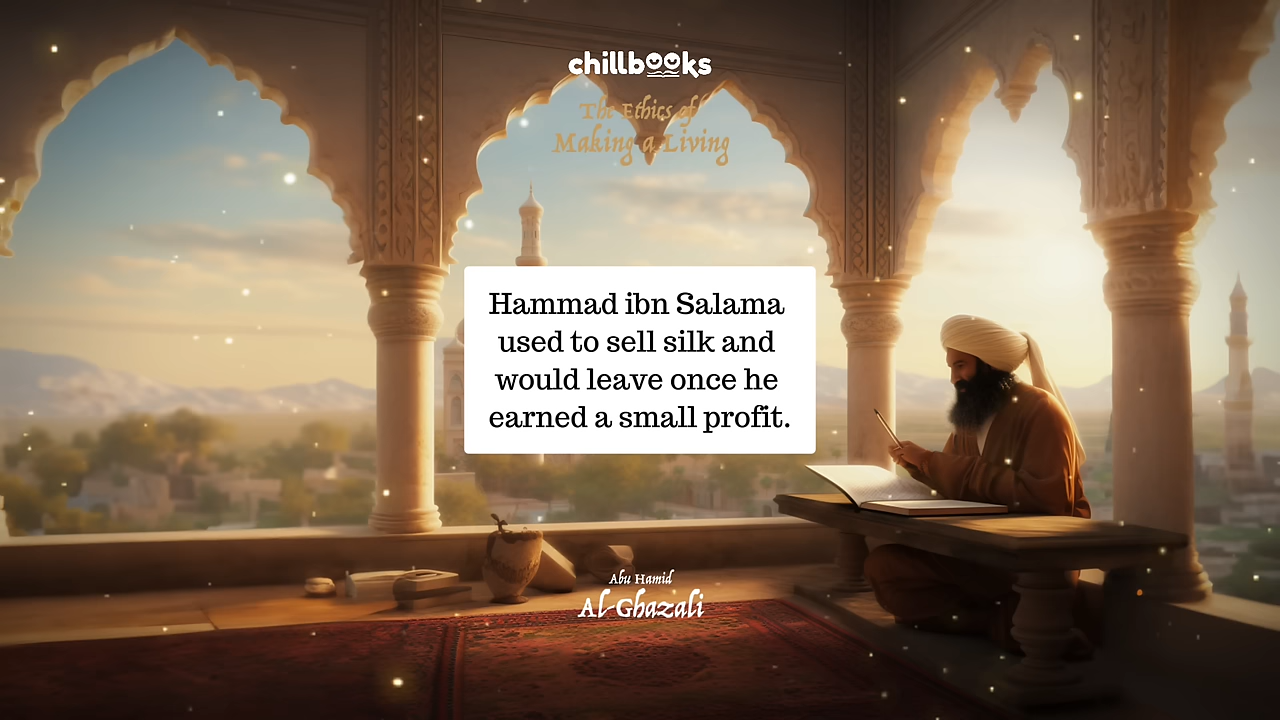 chillbooks
The Ethics of
Making a Living
Hammad ibn Salama
used to sell silk and
would leave once he
earned a small profit.
Abu Hamid
Al-Ghazali